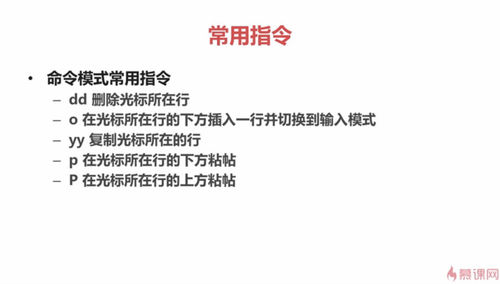 常用指令
• 命令模式常用指令
– dd 删除光标所在行
– o 在光标所在行的下方插入一行并切换到输入模式
– yy 复制光标所在的行
– p 在光标所在行的下方粘帖
– P 在光标所在行的上方粘帖
慕课网